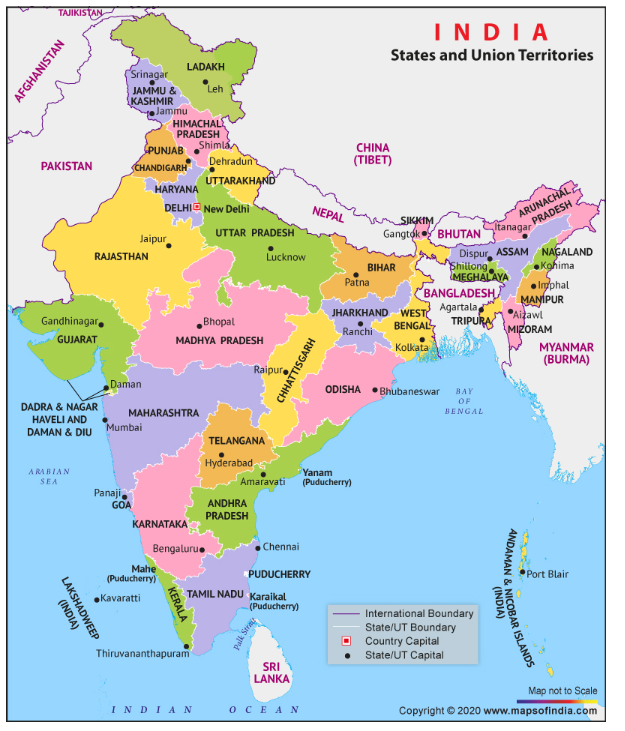 INDIA
States and Union Territories
TAJIKISTAN
AFGHANISTAN
PAKISTAN
CHINA
(TIBET)
NEPAL
BHUTAN
BANGLADESH
MYANMAR
(BURMA)
SRI
LANKA
LADAKH
Leh
Srinagar
JAMMU &
KASHMIR
Jammu
HIMACHAL
PRADESH
Shimla
PUNJAB
CHANDIGARH
Dehradun
UTTARAKHAND
HARYANA
DELHI
New Delhi
UTTAR PRADESH
Lucknow
Jaipur
RAJASTHAN
SIKKIM
Gangtok
ARUNACHAL
PRADESH
Itanagar
Dispur
ASSAM
NAGALAND
Kohima
Shillong
MEGHALAYA
Imphal
MANIPUR
Agartala
TRIPURA
Aizawl
MIZORAM
BIHAR
Patna
JHARKHAND
Ranchi
WEST
BENGAL
Kolkata
Gandhinagar
GUJARAT
Bhopal
MADHYA PRADESH
Raipur
CHHATTISGARH
ODISHA
Bhubaneswar
Daman
DADRA & NAGAR
HAVELI AND
DAMAN & DIU
MAHARASHTRA
Mumbai
TELANGANA
Hyderabad
Amaravati
Yanam
(Puducherry)
ANDHRA
PRADESH
Panaji
GOA
KARNATAKA
Bengaluru
Chennai
Mahe
(Puducherry)
PUDUCHERRY
TAMIL NADU
Karaikal
(Puducherry)
KERALA
Thiruvananthapuram
Kavaratti
LAKSHADWEEP
(INDIA)
ANDAMAN & NICOBAR ISLANDS
(INDIA)
Port Blair
ARABIAN
SEA
BAY
OF
BENGAL
Palk Strait
INDIAN OCEAN
International Boundary
State/UT Boundary
Country Capital
State/UT Capital
Map not to Scale
Copyright © 2020 www.mapsofindia.com